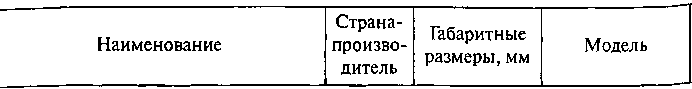 Наименование
Страна-
произво-
дитель
Габаритные
размеры, мм
Модель